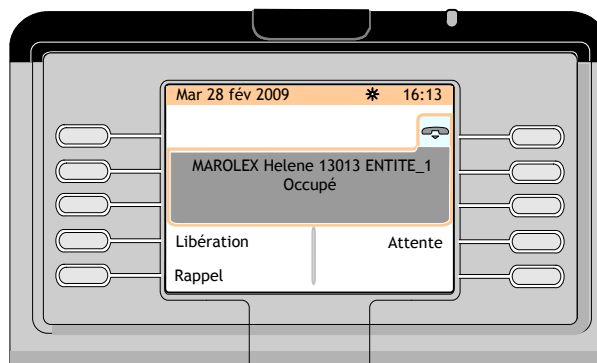 Mar 28 fév 2009 16:13
MAROLEX Helene 13013 ENTITE_1
Occupé
Libération Attente
Rappel